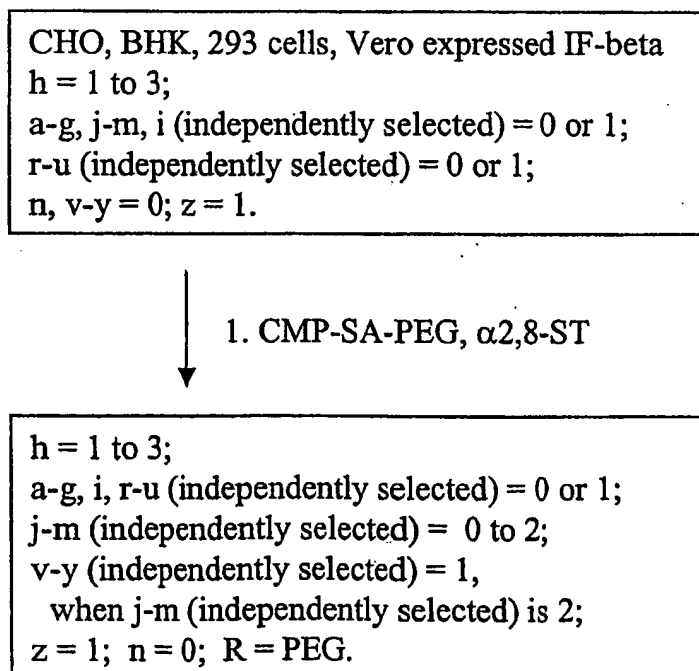 CHO, BHK, 293 cells, Vero expressed IF-beta
h = 1 to 3;
a-g, j-m, i (independently selected) = 0 or 1;
r-u (independently selected) = 0 or 1;
n, v-y = 0; z = 1.
1. CMP-SA-PEG, α2,8-ST
h = 1 to 3;
a-g, i, r-u (independently selected) = 0 or 1;
j-m (independently selected) = 0 to 2;
v-y (independently selected) = 1,
when j-m (independently selected) is 2;
z = 1; n = 0; R = PEG.